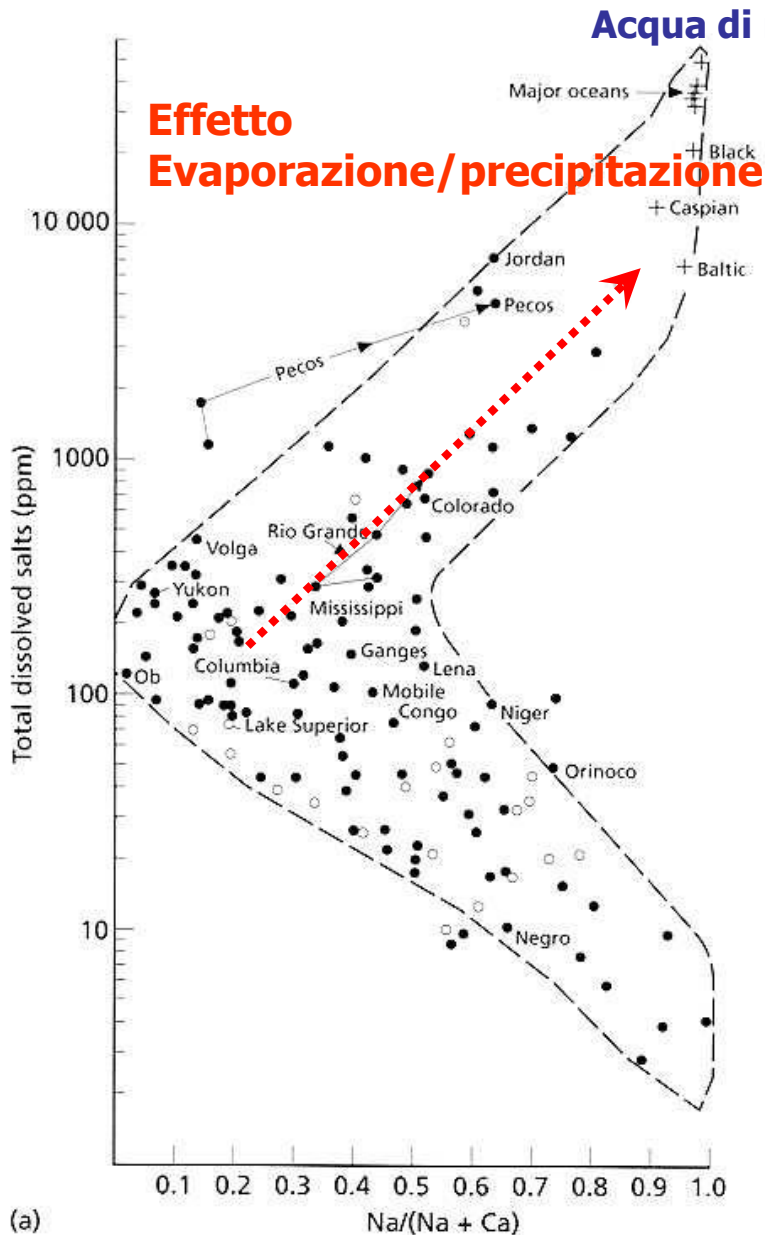 Acqua di
Major oceans
Effetto
Evaporazione/precipitazione
Black
10 000
Caspian
Jordan
Baltic
Pecos
Pecos
1000
Colorado
Rio Grande
Volga
Yukon
Mississippi
Ganges
Columbia
Lena
Ob
100
Mobile
Congo
Niger
Lake Superior
Orinoco
10
Negro
Total dissolved salts (ppm)
0.1 0.2 0.3 0.4 0.5 0.6 0.7 0.8 0.9 1.0
(a)
Na/(Na + Ca)